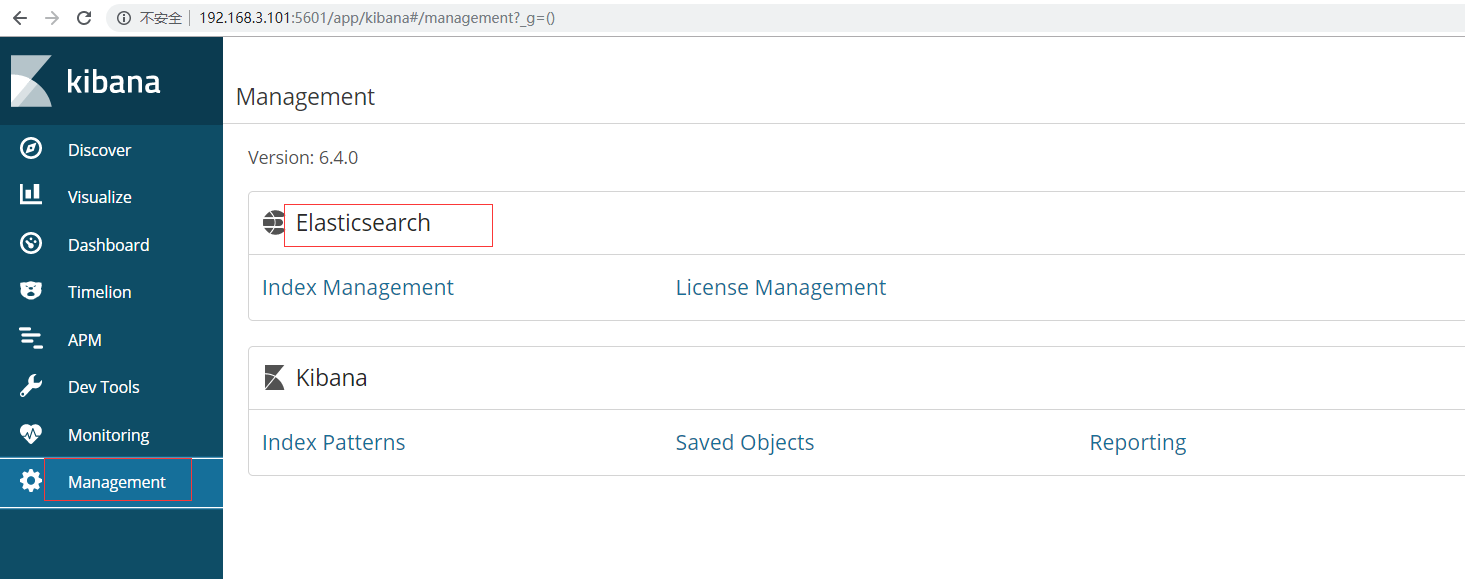 不安全 | 192.168.3.101:5601/app/kibana#/management?_g=()
kibana
Discover
Visualize
Dashboard
Timelion
APM
Dev Tools
Monitoring
Management
Management
Version: 6.4.0
Elasticsearch
Index Management License Management
Kibana
Index Patterns Saved Objects Reporting